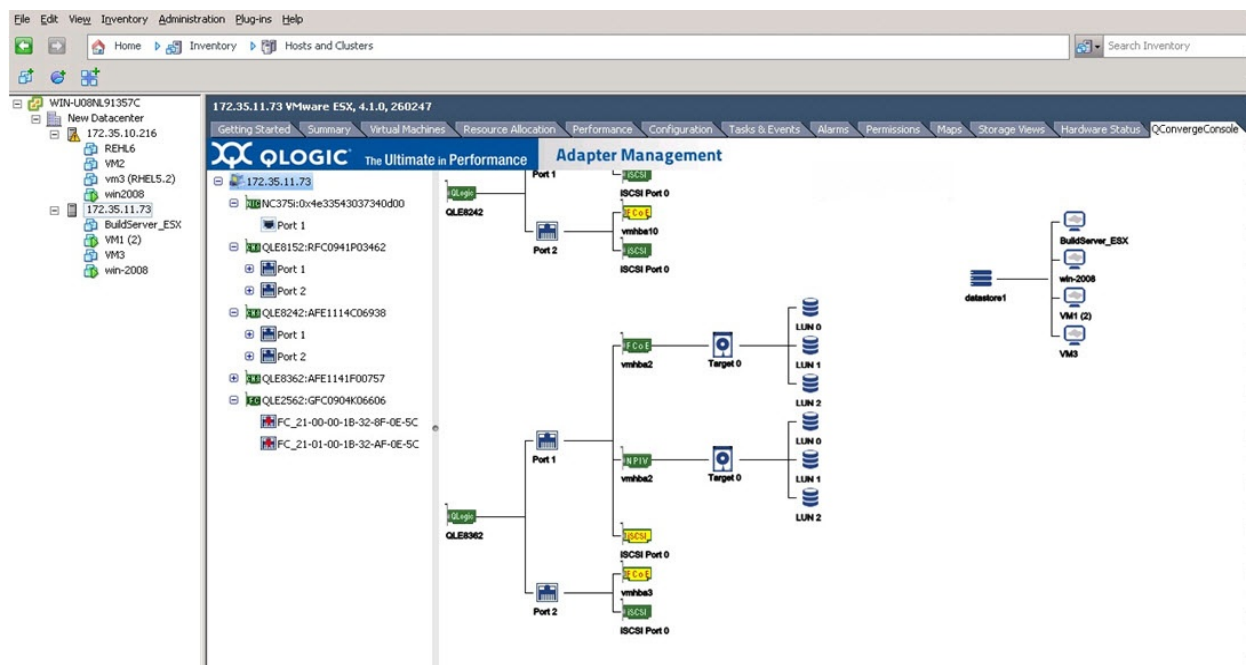 File Edit View Inventory Administration Plug-ins Help
Home Inventory Hosts and Clusters
Search Inventory
WIN-U08NL91357C
New Datacenter
172.35.10.216
REHL6
VM2
vm3 (RHEL5.2)
win2008
172.35.11.73
BuildServer_ESX
VM1 (2)
VM3
win-2008
172.35.11.73 VMware ESX, 4.1.0, 260247
Getting Started Summary Virtual Machines Resource Allocation Performance Configuration Tasks & Events Alarms Permissions Maps Storage Views Hardware Status QConvergeConsole
QLOGIC The Ultimate in Performance Adapter Management
172.35.11.73
NC375i:0x4e33543037340d00
Port 1
QLE8152:RFC0941P03462
Port 1
Port 2
QLE8242:AFE1114C06938
Port 1
Port 2
QLE8362:AFE1141F00757
QLE2562:GFC0904K06606
FC_21-00-00-1B-32-8F-0E-5C
FC_21-01-00-1B-32-AF-0E-5C
QLogic
QLE8242
Port 1
iSCSI
iSCSI Port 0
FCoE
vmhba10
Port 2
iSCSI
iSCSI Port 0
QLogic
QLE8362
Port 1
FCoE
vmhba2
Target 0
LUN 0
LUN 1
LUN 2
NPIV
vmhba2
Target 0
LUN 0
LUN 1
LUN 2
iSCSI
iSCSI Port 0
Port 2
FCoE
vmhba3
iSCSI
iSCSI Port 0
datastore1
BuildServer_ESX
win-2008
VM1 (2)
VM3